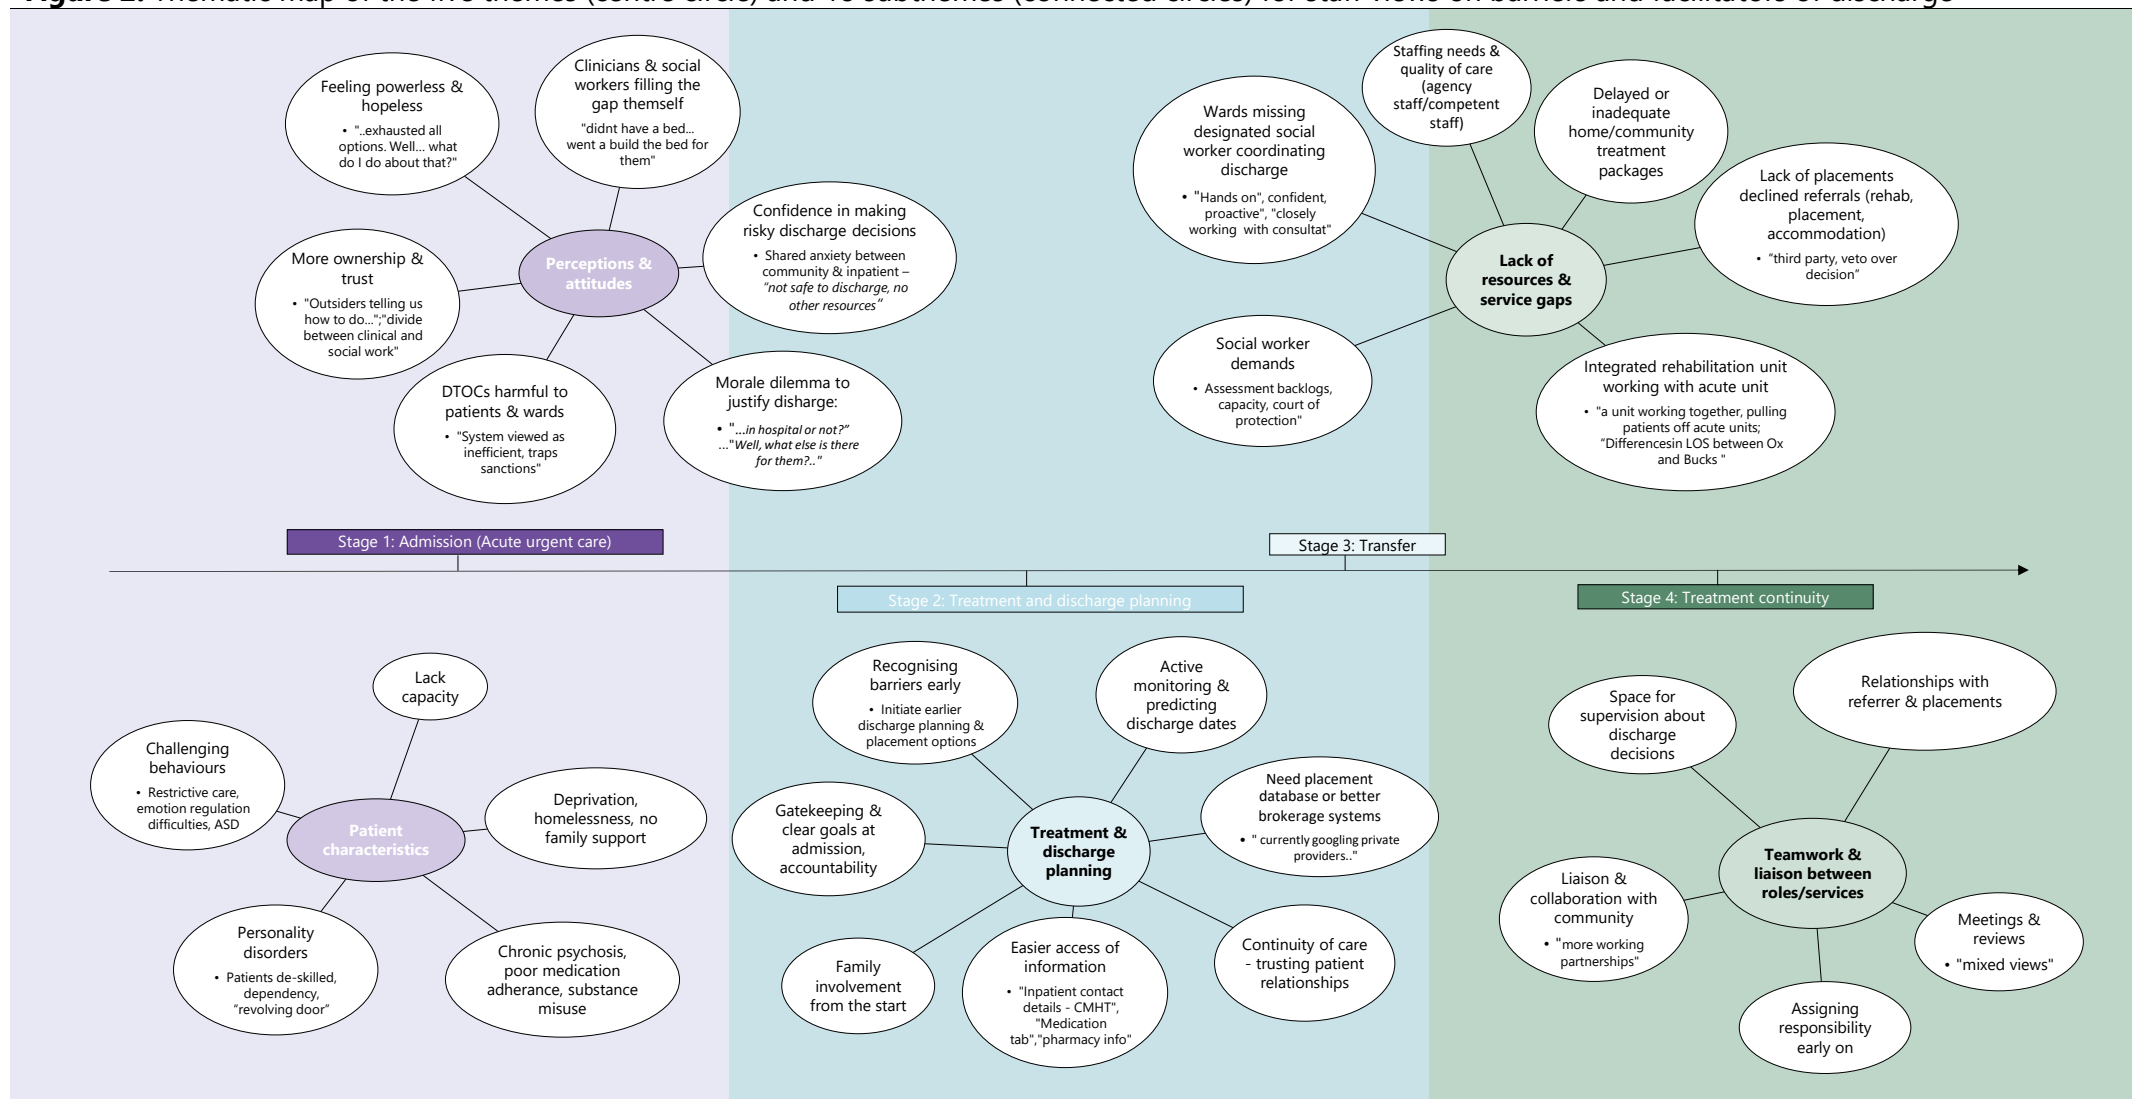 Thematic map of the five themes (centre circle) and subthemes (connected circles) for staff views on barriers and facilitators of discharge
Feeling powerless &
hopeless
• "..exhausted all
options. Well... what
do I do about that?"
Clinicians & social
workers filling the
gap themself
"didnt have a bed...
went a build the bed for
them"
Confidence in making
risky discharge decisions
• Shared anxiety between
community & inpatient –
“not safe to discharge, no
other resources”
More ownership &
trust
• "Outsiders telling us
how to do...";"divide
between clinical and
social work"
Perceptions &
attitudes
DTOCs harmful to
patients & wards
• "System viewed as
inefficient, traps
sanctions"
Morale dilemma to
justify disharge:
• "...in hospital or not?”
..."Well, what else is there
for them?.."
Wards missing
designated social
worker coordinating
discharge
• "Hands on", confident,
proactive", "closely
working with consultat"
Staffing needs &
quality of care
(agency
staff/competent
staff)
Delayed or
inadequate
home/community
treatment
packages
Lack of placements
declined referrals (rehab,
placement,
accommodation)
• “third party, veto over
decision”
Lack of
resources &
service gaps
Social worker
demands
• Assessment backlogs,
capacity, court of
protection"
Integrated rehabilitation unit
working with acute unit
• "a unit working together, pulling
patients off acute units;
“Differencesin LOS between Ox
and Bucks "
Stage 1: Admission (Acute urgent care)
Stage 3: Transfer
Stage 2: Treatment and discharge planning
Stage 4: Treatment continuity
Lack
capacity
Challenging
behaviours
• Restrictive care,
emotion regulation
difficulties, ASD
Deprivation,
homelessness, no
family support
Patient
characteristics
Personality
disorders
• Patients de-skilled,
dependency,
“revolving door”
Chronic psychosis,
poor medication
adherance, substance
misuse
Recognising
barriers early
• Initiate earlier
discharge planning &
placement options
Active
monitoring &
predicting
discharge dates
Need placement
database or better
brokerage systems
• " currently googling private
providers.."
Gatekeeping &
clear goals at
admission,
accountability
Treatment &
discharge
planning
Family
involvement
from the start
Easier access of
information
• "Inpatient contact
details - CMHT",
"Medication
tab","pharmacy info"
Continuity of care
- trusting patient
relationships
Space for
supervision about
discharge
decisions
Relationships with
referrer & placements
Teamwork &
liaison between
roles/services
Liaison &
collaboration with
community
• "more working
partnerships"
Meetings &
reviews
• "mixed views"
Assigning
responsibility
early on